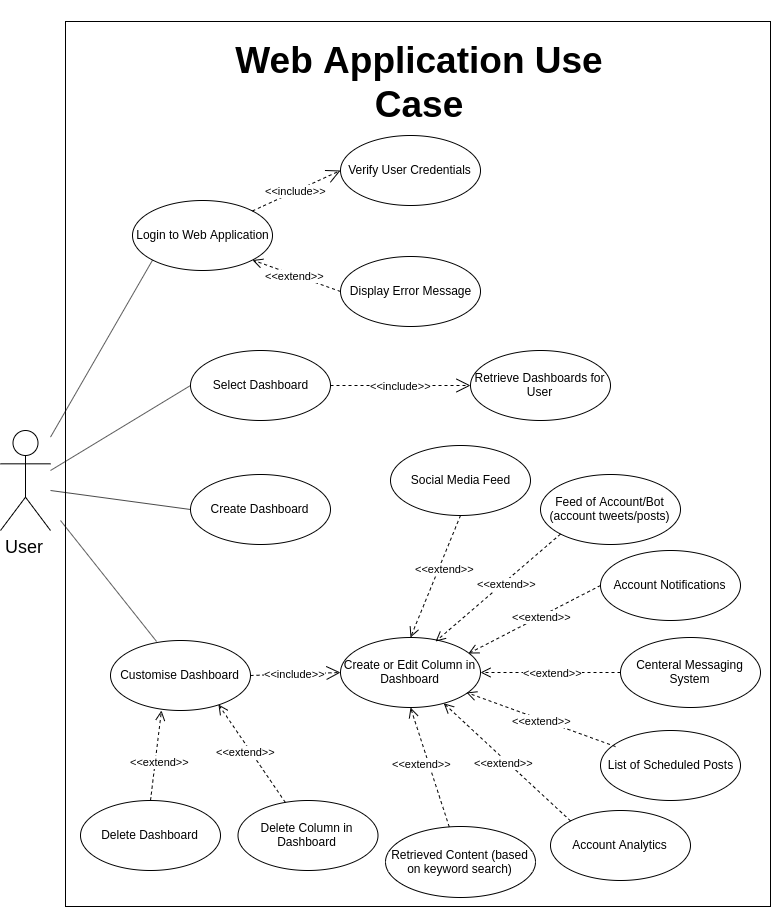 Web Application Use
Case
Verify User Credentials
<<include>>
Login to Web Application
<<extend>>
Display Error Message
Select Dashboard
<<include>>
Retrieve Dashboards for
User
Social Media Feed
Create Dashboard
Feed of Account/Bot
(account tweets/posts)
User
<<extend>>
<<extend>>
Account Notifications
<<extend>>
Customise Dashboard
<<include>>
Create or Edit Column in
Dashboard
<<extend>>
Centeral Messaging
System
<<extend>>
<<extend>>
<<extend>>
<<extend>>
<<extend>>
List of Scheduled Posts
Delete Dashboard
Delete Column in
Dashboard
Retrieved Content (based
on keyword search)
Account Analytics